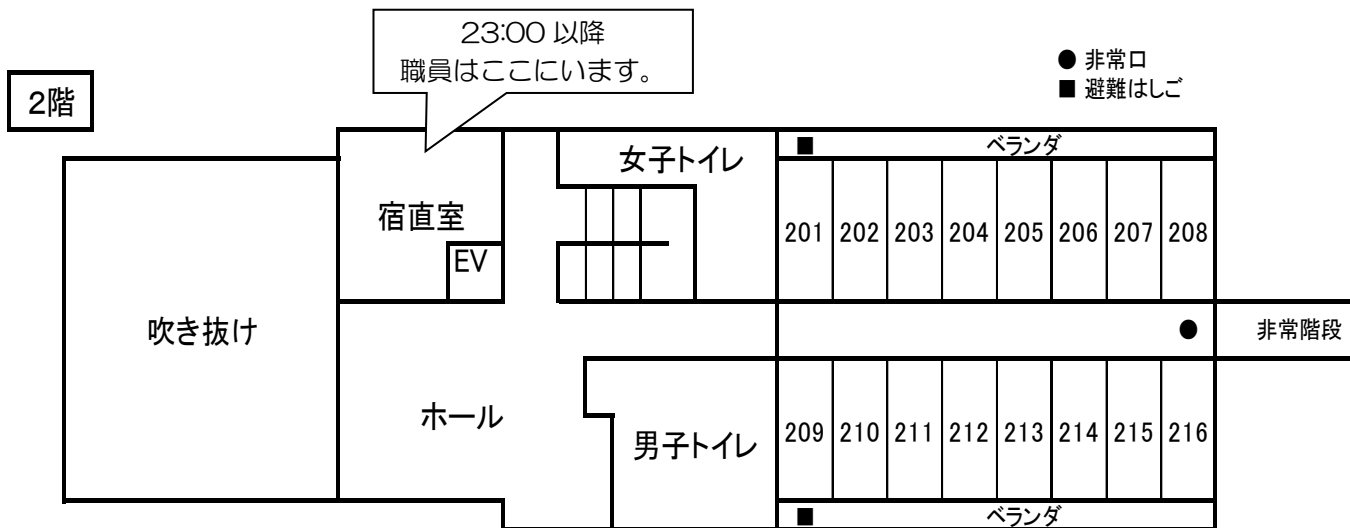 23:00 以降
職員はここにいます。
● 非常口
■ 避難はしご
2階
■ ベランダ
女子トイレ
宿直室
EV
201 202 203 204 205 206 207 208
吹き抜け
● 非常階段
ホール
男子トイレ
209 210 211 212 213 214 215 216
■ ベランダ